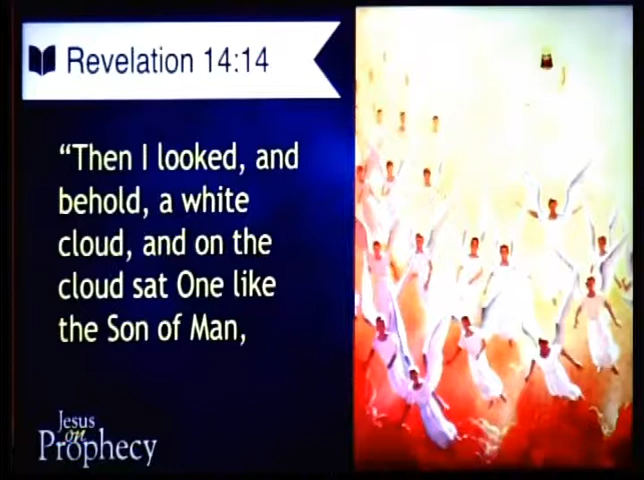 Revelation 14:14
“Then I looked, and
behold, a white
cloud, and on the
cloud sat One like
the Son of Man,
Jesus
on
Prophecy